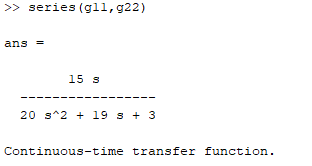 >> series(g11,g22)
ans =
15 s
-----------------
20 s^2 + 19 s + 3
Continuous-time transfer function.